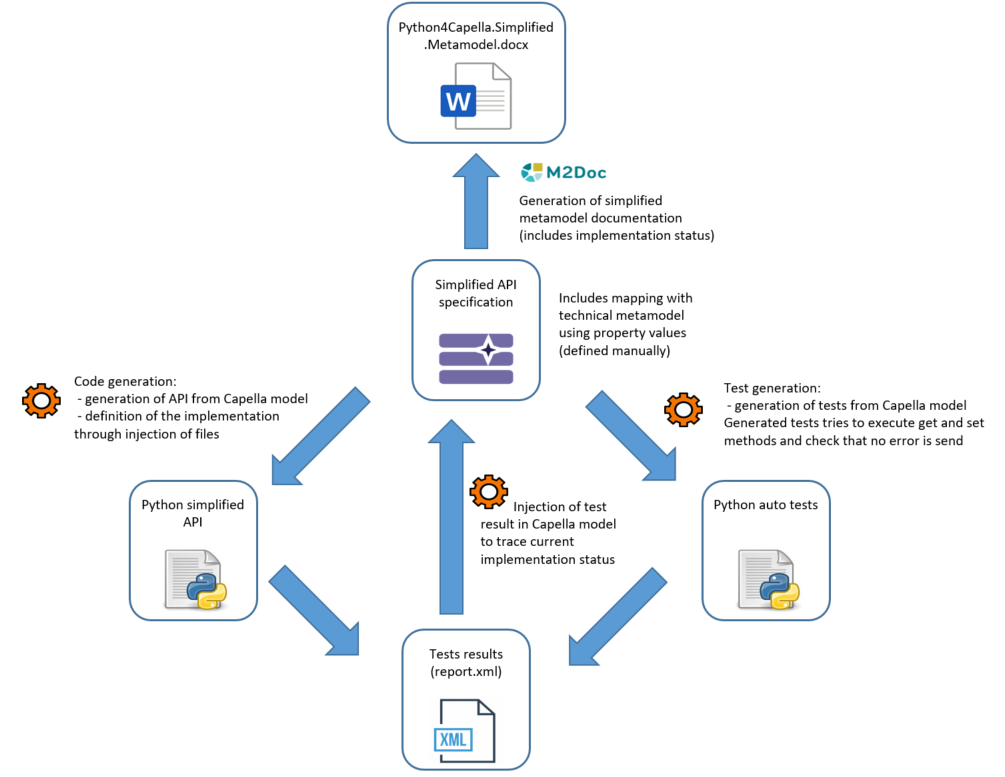 Python4Capella.Simplified
.Metamodel.docx
W
M2Doc
Generation of simplified
metamodel documentation
(includes implementation status)
Simplified API
specification
Includes mapping with
technical metamodel
using property values
(defined manually)
Code generation:
- generation of API from Capella model
- definition of the implementation
through injection of files
Test generation:
- generation of tests from Capella model
Generated tests tries to execute get and set
methods and check that no error is send
Python simplified
API
Injection of test
result in Capella model
to trace current
implementation status
Python auto tests
Tests results
(report.xml)
XML